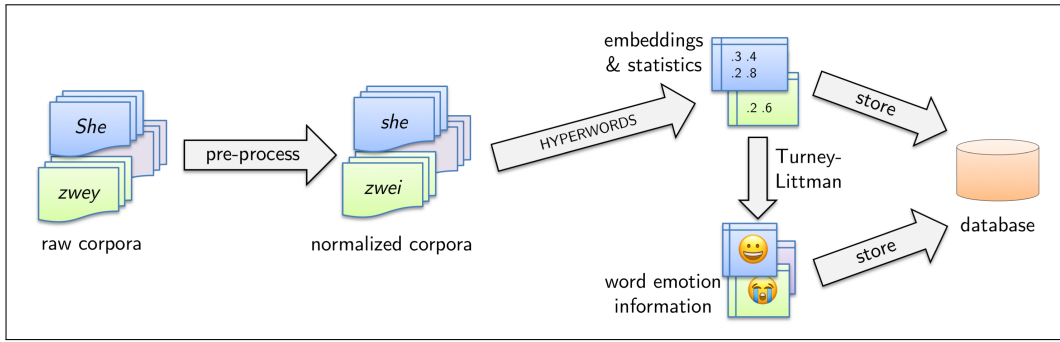 She
zwey
raw corpora
pre-process
she
zwei
normalized corpora
HYPERWORDS
embeddings
& statistics
.3 .4
.2 .8
.2 .6
store
Turney-
Littman
word emotion
information
store
database